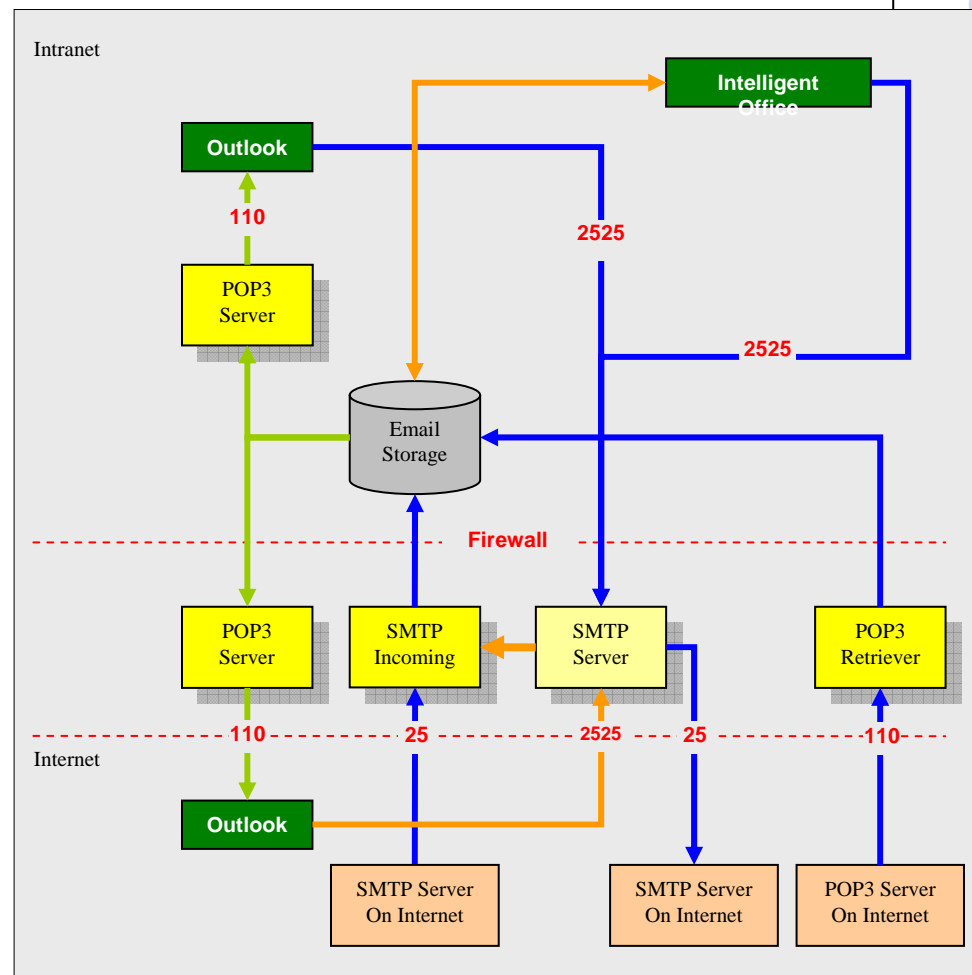 Intranet
Intelligent
Office
Outlook
110
2525
POP3
Server
2525
Email
Storage
Firewall
POP3
Server
SMTP
Incoming
SMTP
Server
POP3
Retriever
110
25
2525
25
110
Internet
Outlook
SMTP Server
On Internet
SMTP Server
On Internet
POP3 Server
On Internet